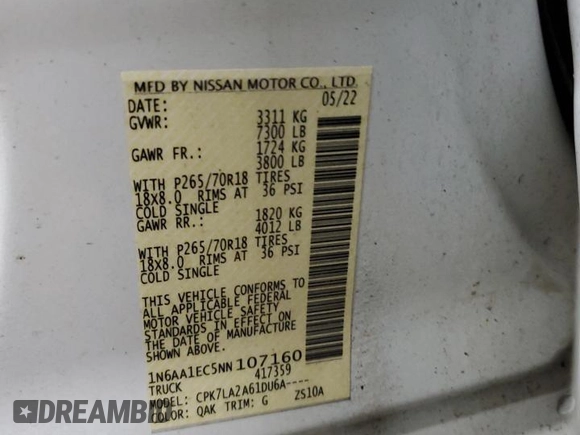 MFD BY NISSAN MOTOR CO., LTD.
DATE: 05/22
GVWR: 3311 KG
7300 LB
GAWR FR.: 1724 KG
3800 LB
WITH P265/70R18 TIRES
18X8.0 RIMS AT 36 PSI
COLD SINGLE
GAWR RR.: 1820 KG
4012 LB
WITH P265/70R18 TIRES
18X8.0 RIMS AT 36 PSI
COLD SINGLE
THIS VEHICLE CONFORMS TO
ALL APPLICABLE FEDERAL
MOTOR VEHICLE SAFETY
STANDARDS IN EFFECT ON
THE DATE OF MANUFACTURE
SHOWN ABOVE.
1N6AA1EC5NN107160
TRUCK 417359
MODEL: CPK7LA2A61DU6A----
COLOR: QAK TRIM: G ZS10A
DREAMBID